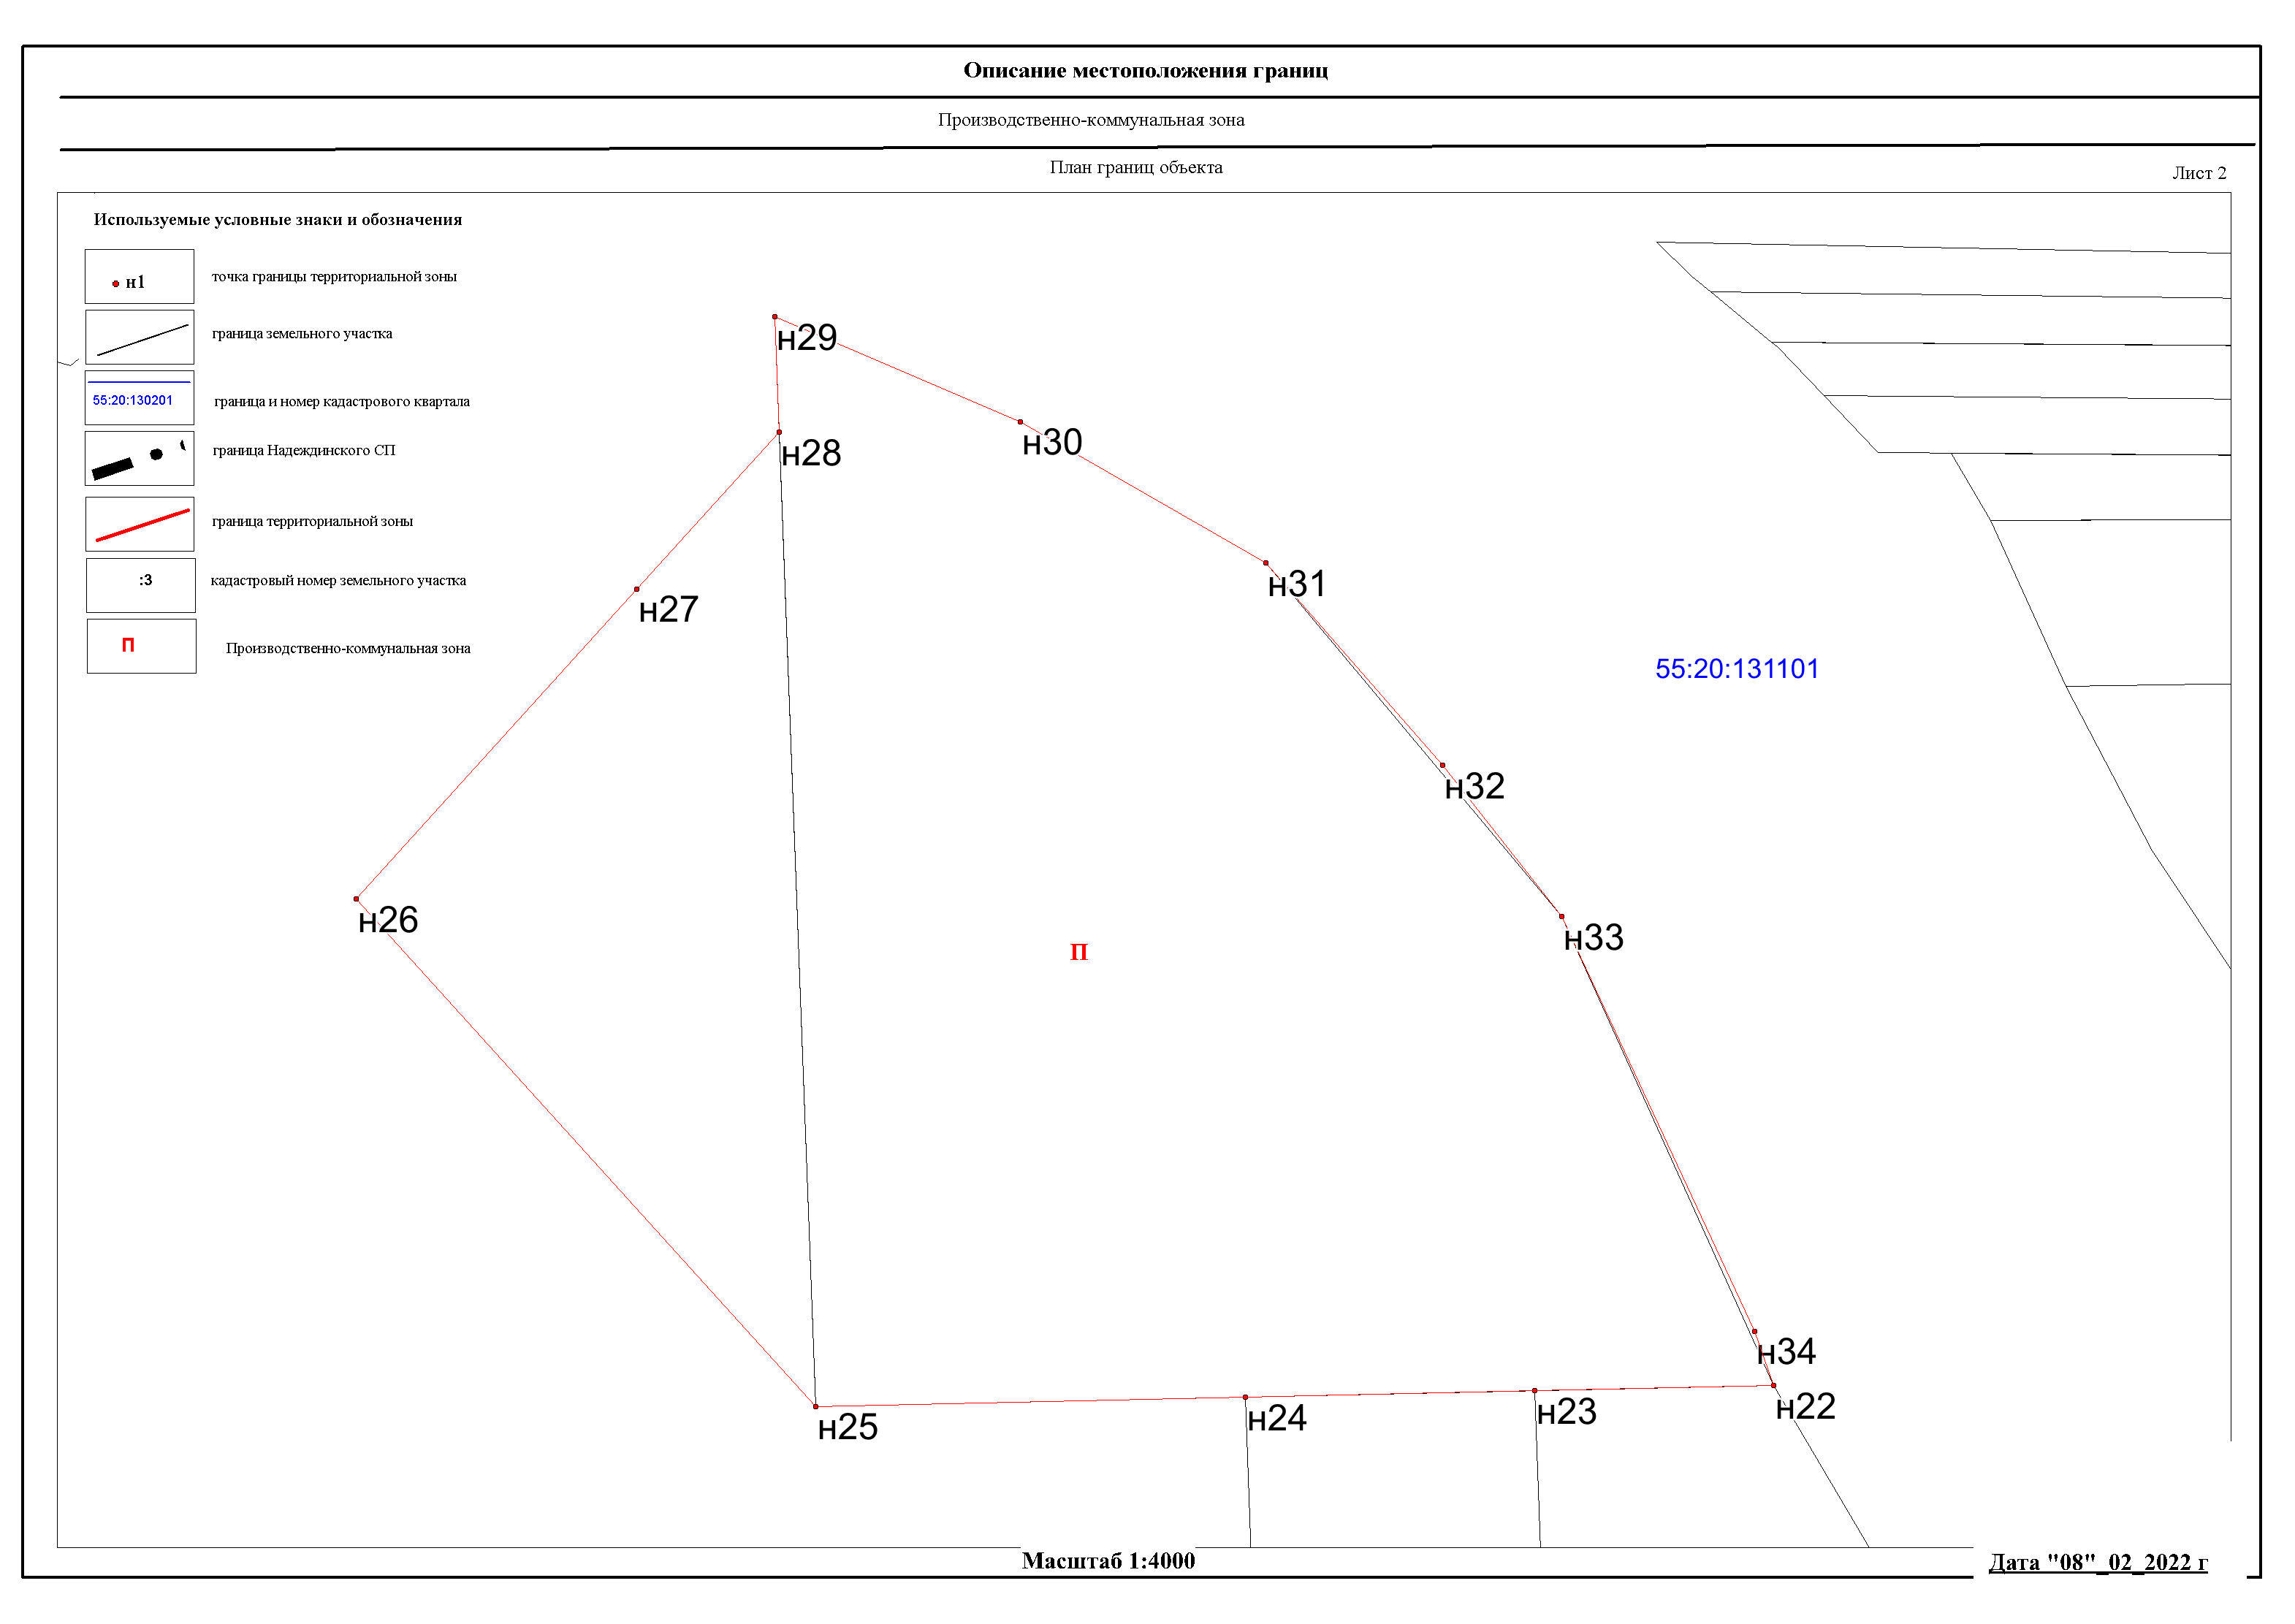 Описание местоположения границ
Производственно-коммунальная зона
План границ объекта
Лист 2
Используемые условные знаки и обозначения
н1 точка границы территориальной зоны
граница земельного участка
55:20:130201 граница и номер кадастрового квартала
граница Надеждинского СП
граница территориальной зоны
:3 кадастровый номер земельного участка
П Производственно-коммунальная зона
н29
н30
н28
н31
н27
55:20:131101
н32
н26
н33
П
н34
н22
н23
н24
н25
Масштаб 1:4000
Дата "08"_02_2022 г